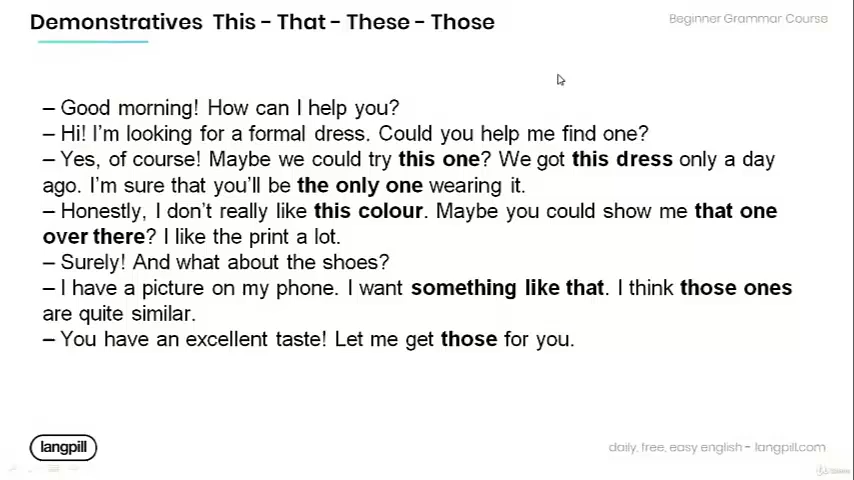 Demonstratives This – That – These – Those
Beginner Grammar Course
– Good morning! How can I help you?
– Hi! I'm looking for a formal dress. Could you help me find one?
– Yes, of course! Maybe we could try this one? We got this dress only a day
ago. I'm sure that you'll be the only one wearing it.
– Honestly, I don't really like this colour. Maybe you could show me that one
over there? I like the print a lot.
– Surely! And what about the shoes?
– I have a picture on my phone. I want something like that. I think those ones
are quite similar.
– You have an excellent taste! Let me get those for you.
langpill
daily, free, easy english – langpill.com